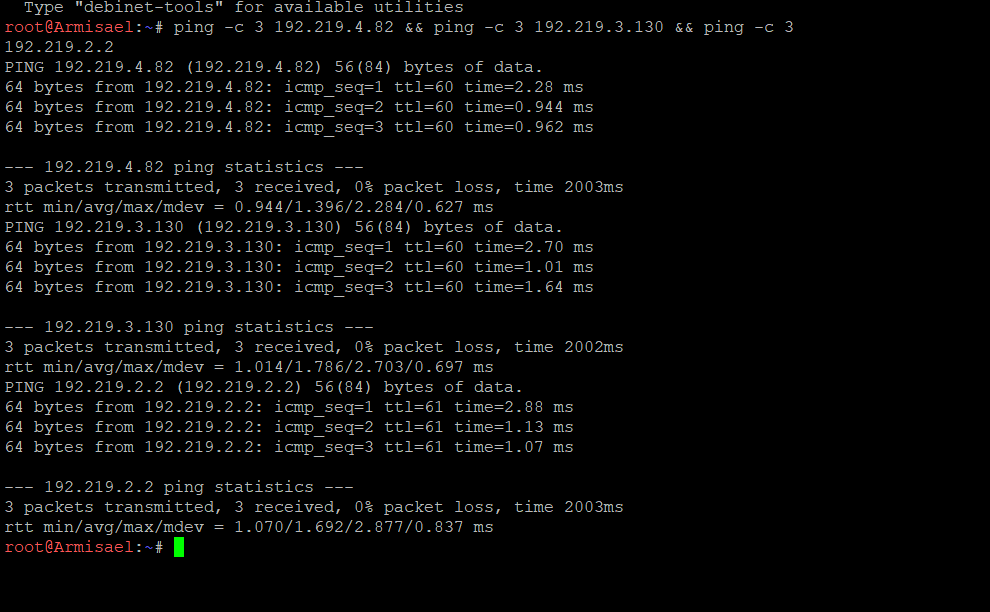 Type "debinet-tools" for available utilities
root@Armisael:~# ping -c 3 192.219.4.82 && ping -c 3 192.219.3.130 && ping -c 3
192.219.2.2
PING 192.219.4.82 (192.219.4.82) 56(84) bytes of data.
64 bytes from 192.219.4.82: icmp_seq=1 ttl=60 time=2.28 ms
64 bytes from 192.219.4.82: icmp_seq=2 ttl=60 time=0.944 ms
64 bytes from 192.219.4.82: icmp_seq=3 ttl=60 time=0.962 ms

--- 192.219.4.82 ping statistics ---
3 packets transmitted, 3 received, 0% packet loss, time 2003ms
rtt min/avg/max/mdev = 0.944/1.396/2.284/0.627 ms
PING 192.219.3.130 (192.219.3.130) 56(84) bytes of data.
64 bytes from 192.219.3.130: icmp_seq=1 ttl=60 time=2.70 ms
64 bytes from 192.219.3.130: icmp_seq=2 ttl=60 time=1.01 ms
64 bytes from 192.219.3.130: icmp_seq=3 ttl=60 time=1.64 ms

--- 192.219.3.130 ping statistics ---
3 packets transmitted, 3 received, 0% packet loss, time 2002ms
rtt min/avg/max/mdev = 1.014/1.786/2.703/0.697 ms
PING 192.219.2.2 (192.219.2.2) 56(84) bytes of data.
64 bytes from 192.219.2.2: icmp_seq=1 ttl=61 time=2.88 ms
64 bytes from 192.219.2.2: icmp_seq=2 ttl=61 time=1.13 ms
64 bytes from 192.219.2.2: icmp_seq=3 ttl=61 time=1.07 ms

--- 192.219.2.2 ping statistics ---
3 packets transmitted, 3 received, 0% packet loss, time 2003ms
rtt min/avg/max/mdev = 1.070/1.692/2.877/0.837 ms
root@Armisael:~#